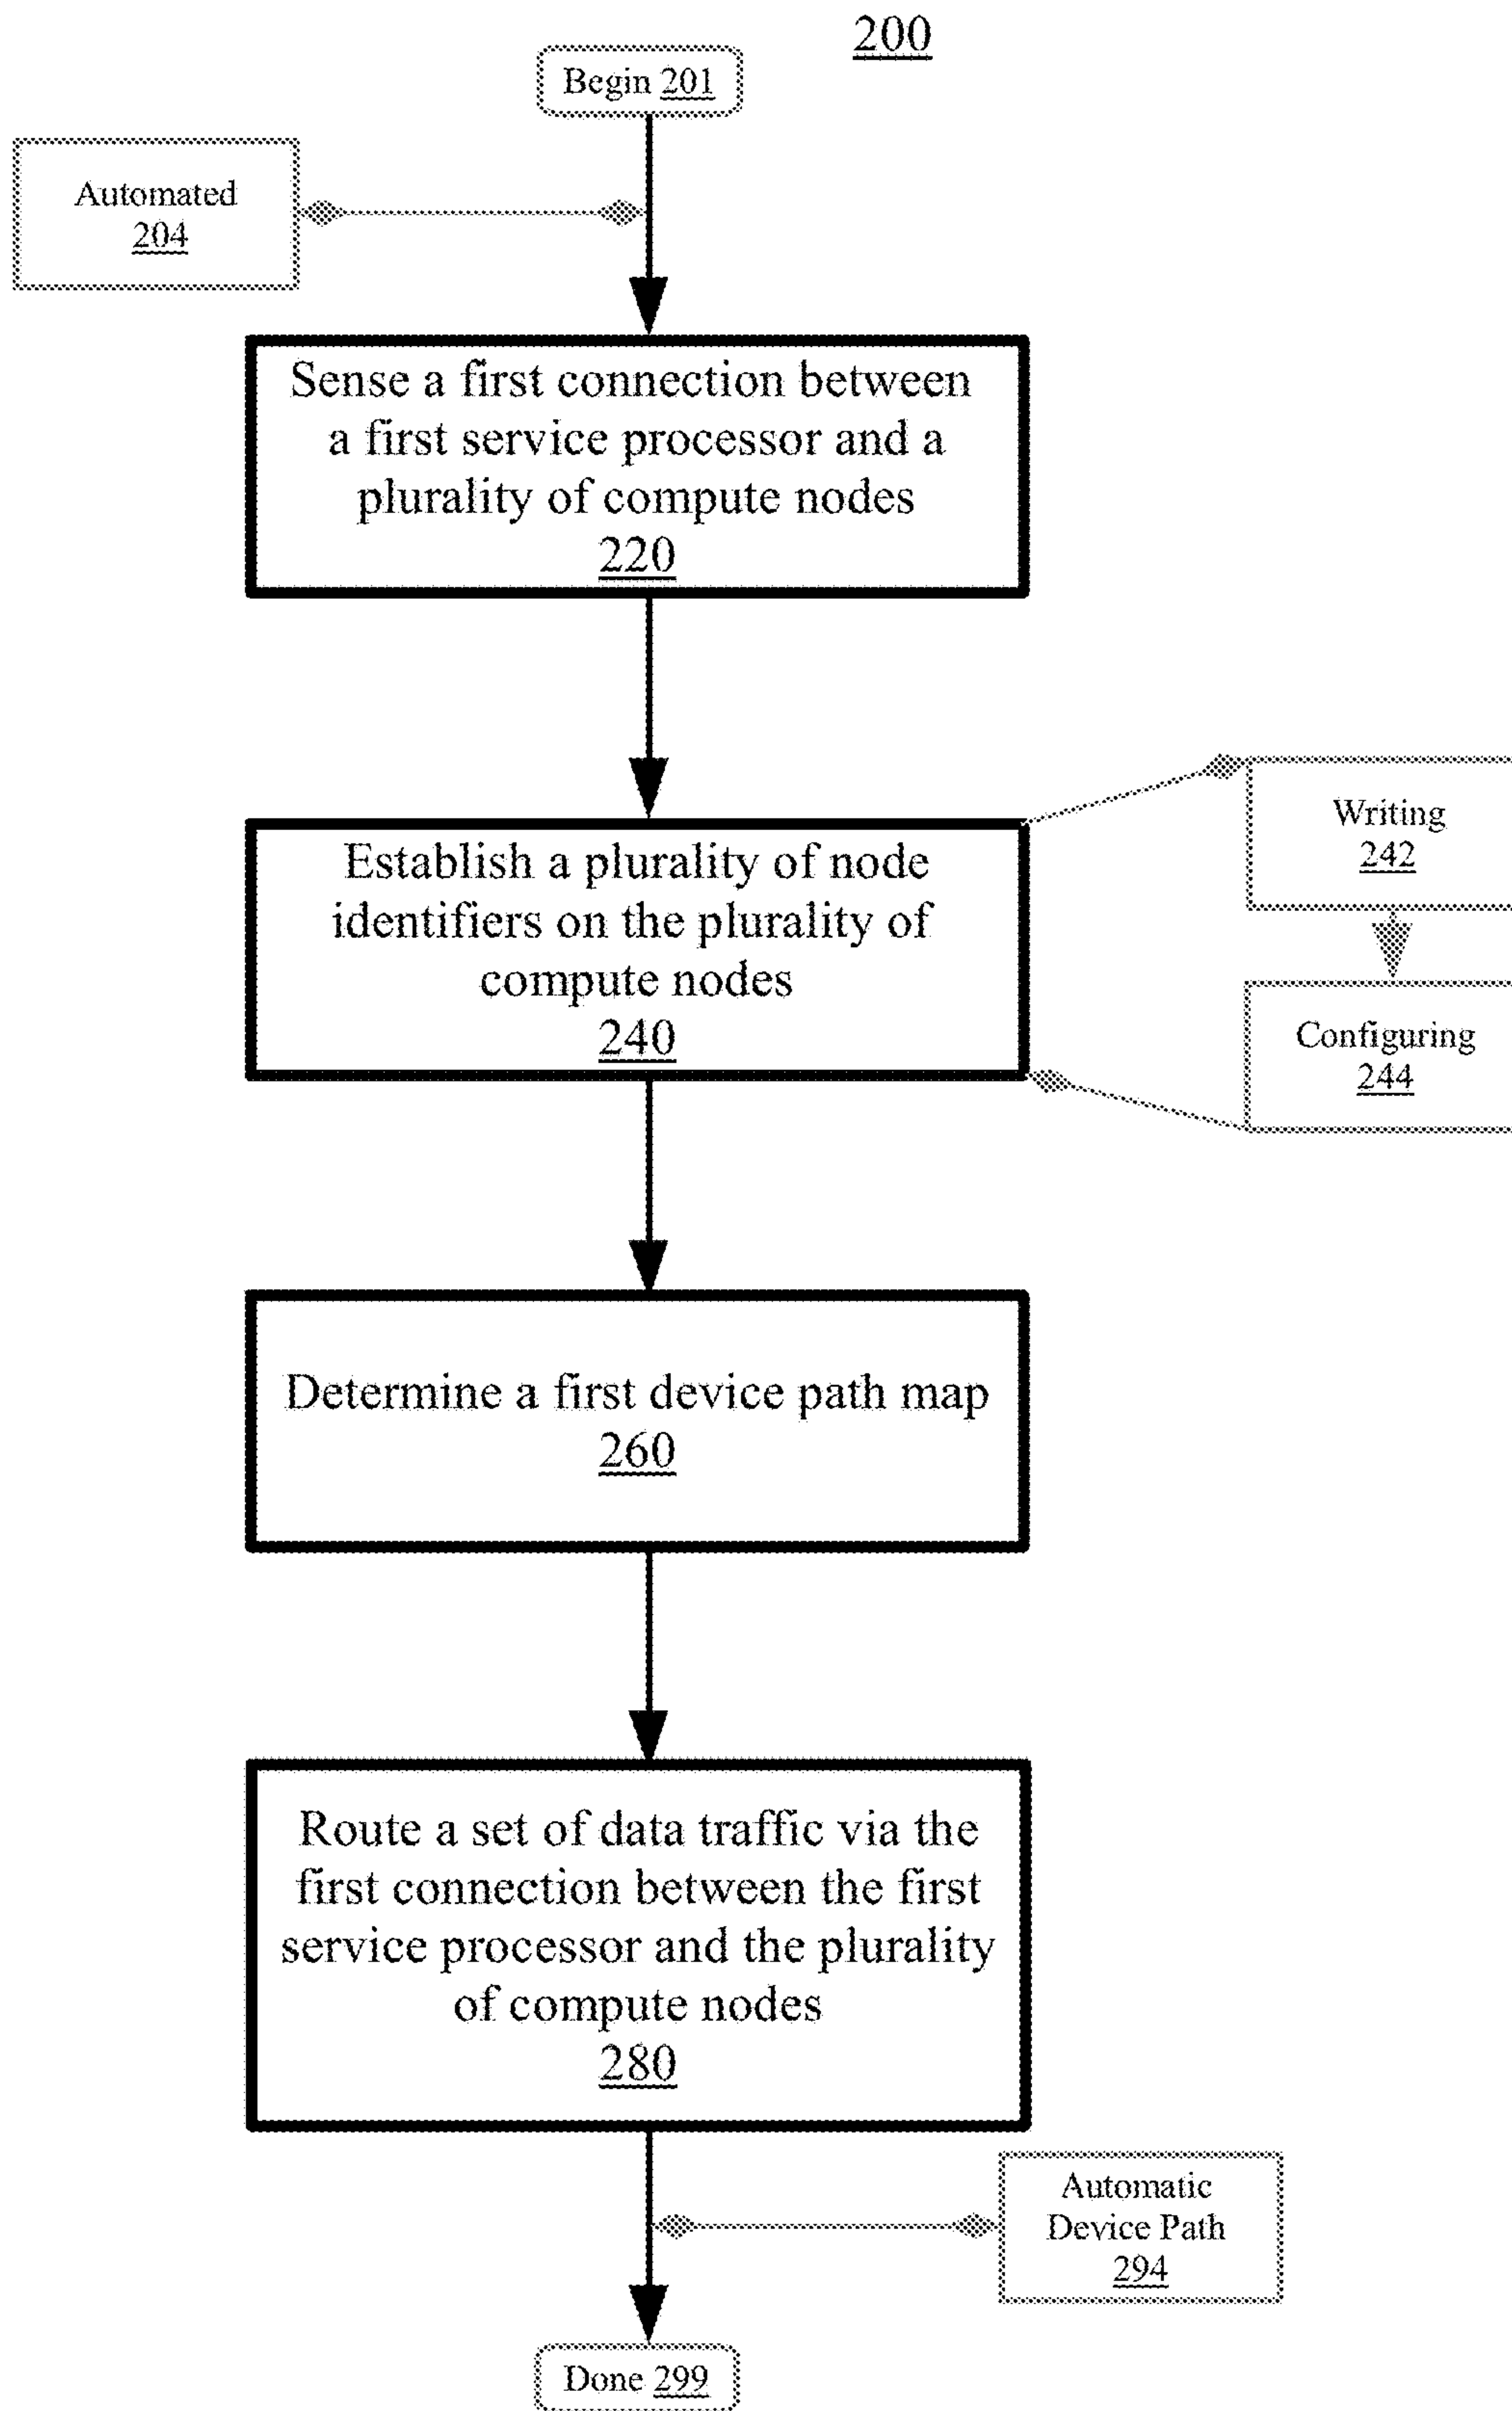 200
Begin 201
Automated
204
Sense a first connection between
a first service processor and a
plurality of compute nodes
220
Establish a plurality of node
identifiers on the plurality of
compute nodes
240
Writing
242
Configuring
244
Determine a first device path map
260
Route a set of data traffic via the
first connection between the first
service processor and the plurality
of compute nodes
280
Automatic
Device Path
294
Done 299